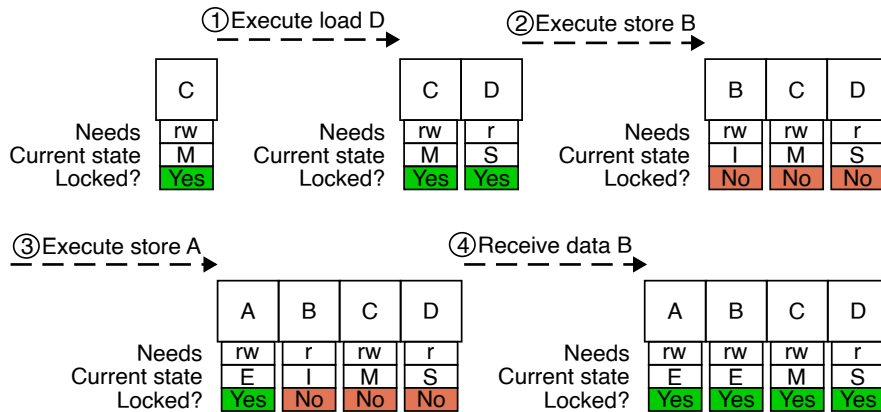 ①Execute load D
②Execute store B
C
C D
B C D
Needs rw
Needs rw r
Needs rw rw r
Current state M
Current state M S
Current state I M S
Locked? Yes
Locked? Yes Yes
Locked? No No No
③Execute store A
④Receive data B
A B C D
A B C D
Needs rw r rw r
Needs rw rw rw r
Current state E I M S
Current state E E M S
Locked? Yes No No No
Locked? Yes Yes Yes Yes